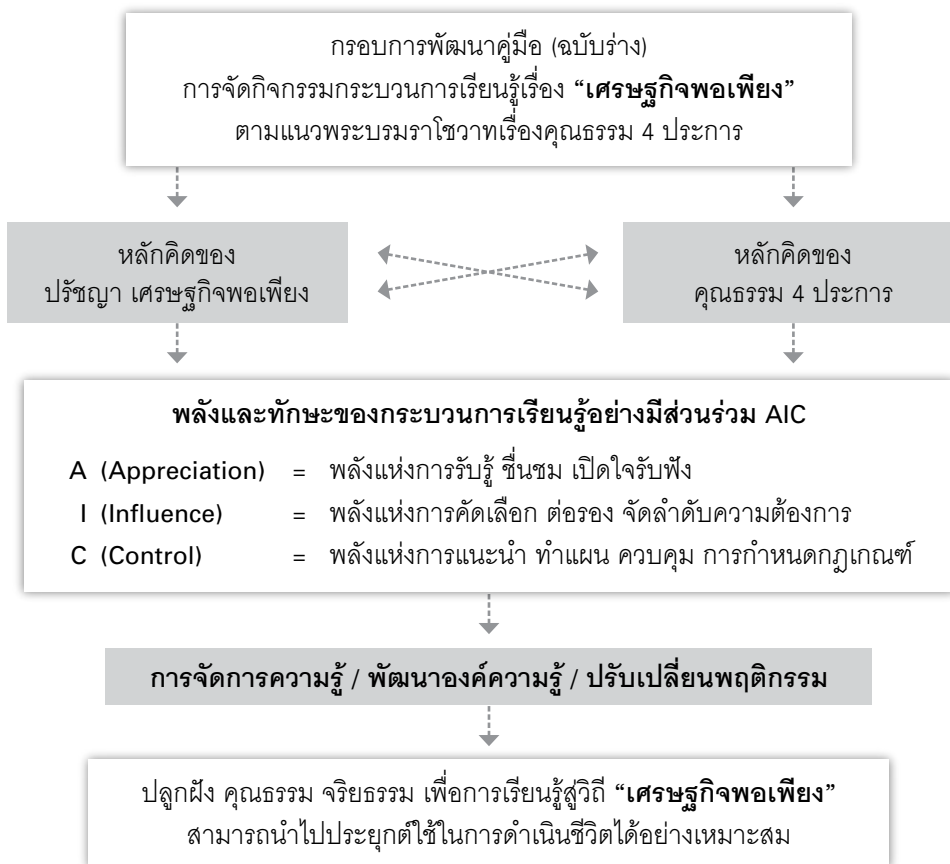 กรอบการพัฒนาคู่มือ (ฉบับร่าง)
การจัดกิจกรรมกระบวนการเรียนรู้เรื่อง “เศรษฐกิจพอเพียง”
ตามแนวพระบรมราโชวาทเรื่องคุณธรรม 4 ประการ
หลักคิดของ
ปรัชญา เศรษฐกิจพอเพียง
หลักคิดของ
คุณธรรม 4 ประการ
พลังและทักษะของกระบวนการเรียนรู้อย่างมีส่วนร่วม AIC
A (Appreciation) = พลังแห่งการรับรู้ ชื่นชม เปิดใจรับฟัง
I (Influence) = พลังแห่งการคัดเลือก ต่อรอง จัดลำดับความต้องการ
C (Control) = พลังแห่งการแนะนำ ทำแผน ควบคุม การกำหนดกฎเกณฑ์
การจัดการความรู้ / พัฒนาองค์ความรู้ / ปรับเปลี่ยนพฤติกรรม
ปลูกฝัง คุณธรรม จริยธรรม เพื่อการเรียนรู้สู่วิถี “เศรษฐกิจพอเพียง”
สามารถนำไปประยุกต์ใช้ในการดำเนินชีวิตได้อย่างเหมาะสม